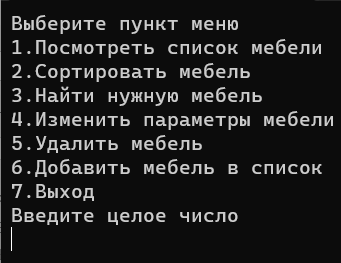 Выберите пункт меню
1.Посмотреть список мебели
2.Сортировать мебель
3.Найти нужную мебель
4.Изменить параметры мебели
5.Удалить мебель
6.Добавить мебель в список
7.Выход
Введите целое число